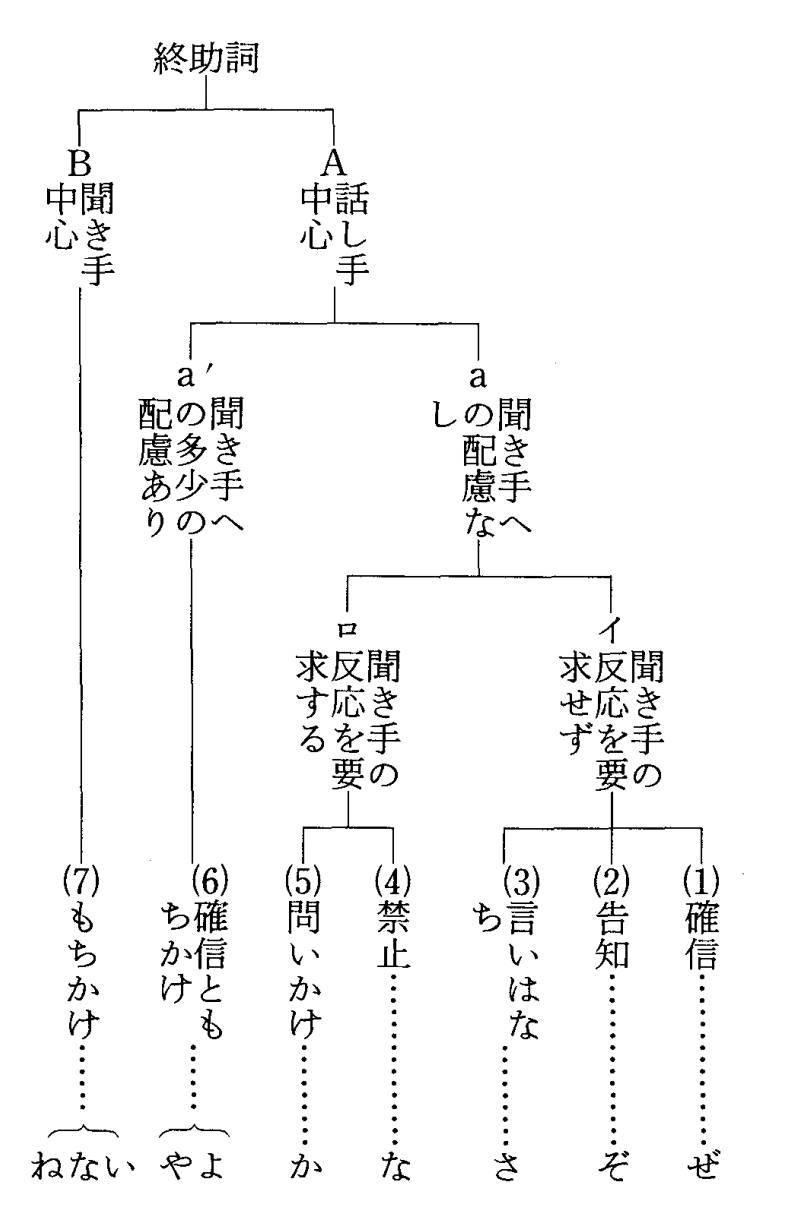 終助詞
A
話し手
中心
B
聞き手
中心
a
聞き手へ
の配慮な
し
a′
聞き手へ
の多少の
配慮あり
イ
聞き手の
反応を要
求せず
ロ
聞き手の
反応を要
求する
(1)確信………ぜ
(2)告知………ぞ
(3)言いはな
ち………さ
(4)禁止………な
(5)問いかけ………か
(6)確信とも
ちかけ……
よ
や
(7)もちかけ……
い
な
ね